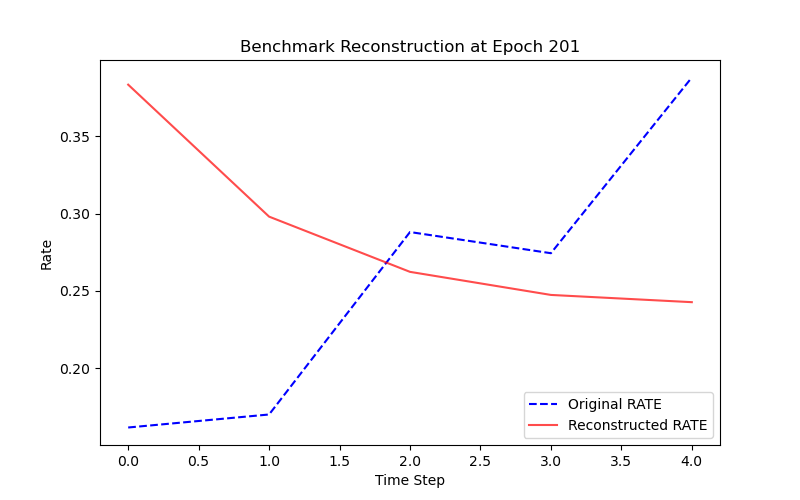 Benchmark Reconstruction at Epoch 201
Rate
0.35
0.30
0.25
0.20
Original RATE
Reconstructed RATE
0.0 0.5 1.0 1.5 2.0 2.5 3.0 3.5 4.0
Time Step